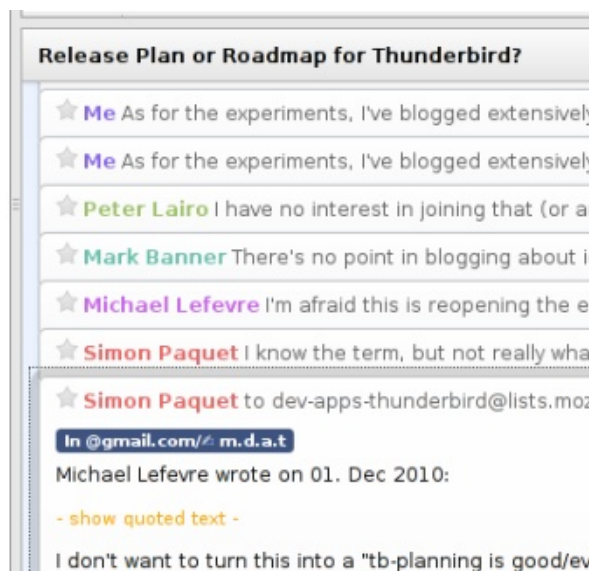 Release Plan or Roadmap for Thunderbird?
Me As for the experiments, I've blogged extensively
Me As for the experiments, I've blogged extensively
Peter Lairo I have no interest in joining that (or
Mark Banner There's no point in blogging about
Michael Lefevre I'm afraid this is reopening the
Simon Paquet I know the term, but not really
Simon Paquet to dev-apps-thunderbird@lists.moz
In @gmail.com/ m.d.a.t
Michael Lefevre wrote on 01. Dec 2010:
- show quoted text -
I don't want to turn this into a "tb-planning is good/ev